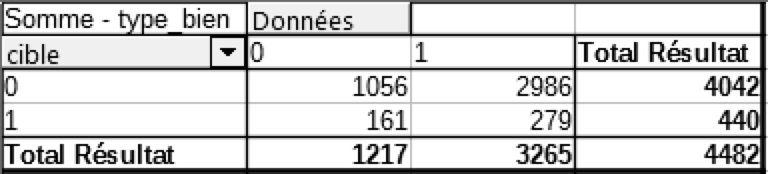 Somme - type_bien Données
cible 0 1 Total Résultat
0 1056 2986 4042
1 161 279 440
Total Résultat 1217 3265 4482